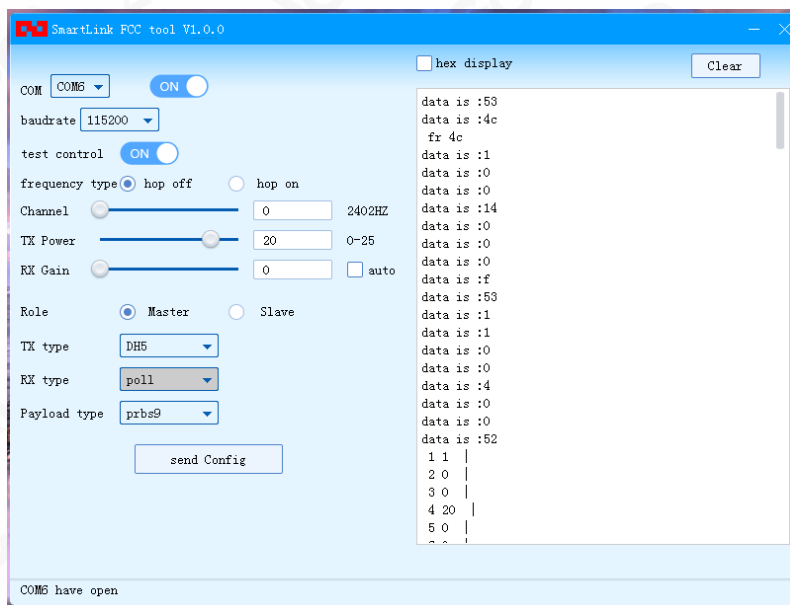 SmartLink FCC tool V1.0.0
COM COM6 ON
baudrate 115200
test control ON
frequency type hop off hop on
Channel 0 2402HZ
TX Power 20 0-25
RX Gain 0 auto
Role Master Slave
TX type DH5
RX type poll
Payload type prbs9
send Config
hex display Clear
data is :53
data is :4c
fr 4c
data is :1
data is :0
data is :0
data is :14
data is :0
data is :0
data is :0
data is :f
data is :53
data is :1
data is :1
data is :0
data is :0
data is :4
data is :0
data is :0
data is :52
1 1 |
2 0 |
3 0 |
4 20 |
5 0 |
COM6 have open